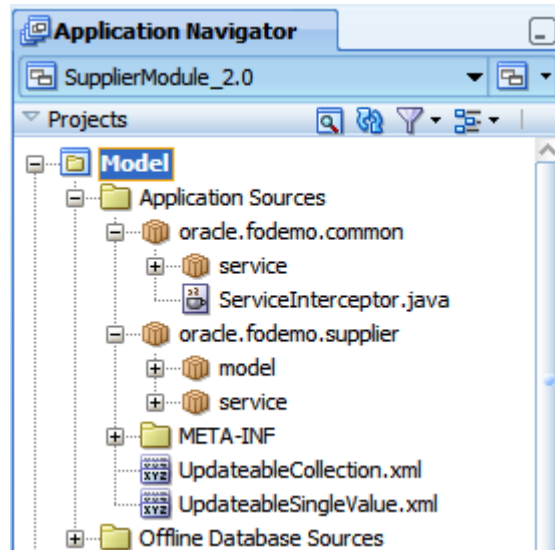 Application Navigator
SupplierModule_2.0
Projects
Model
Application Sources
oracle.fodemo.common
service
ServiceInterceptor.java
oracle.fodemo.supplier
model
service
META-INF
UpdateableCollection.xml
UpdateableSingleValue.xml
Offline Database Sources